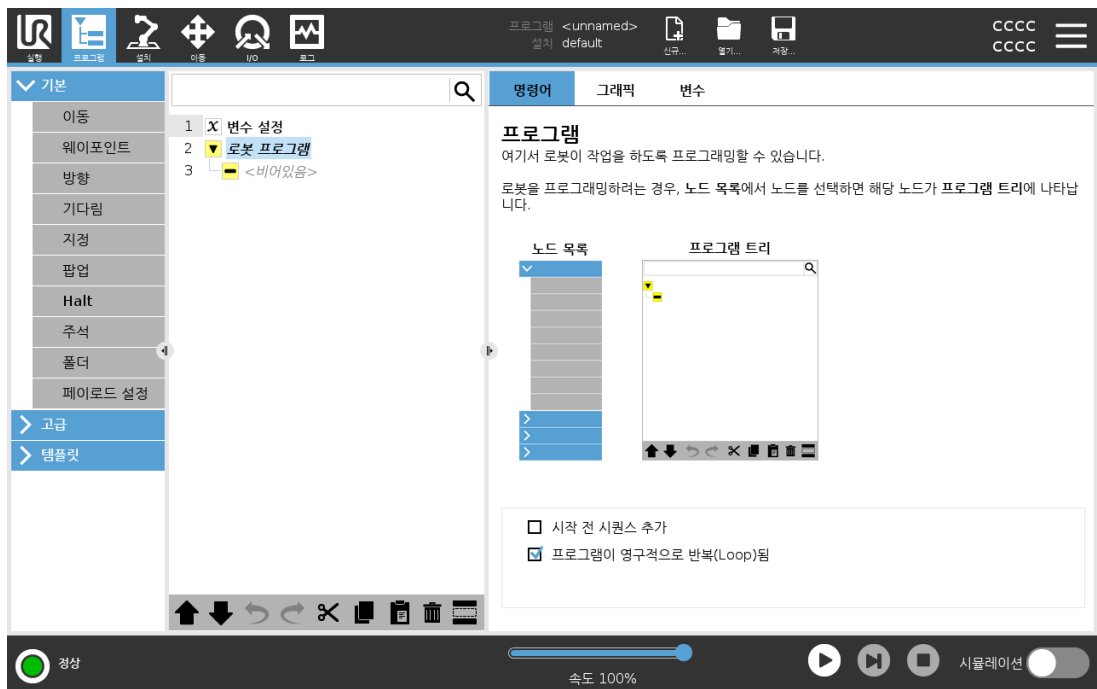 실행
프로그램
설치
이동
I/O
로그
프로그램 <unnamed>
설치 default
신규...
열기...
저장...
CCCC
CCCC
기본
이동
웨이포인트
방향
기다림
지정
팝업
Halt
주석
폴더
페이로드 설정
고급
템플릿
1 X 변수 설정
2 로봇 프로그램
3 <비어있음>
명령어
그래픽
변수
프로그램
여기서 로봇이 작업을 하도록 프로그래밍할 수 있습니다.
로봇을 프로그래밍하려는 경우, 노드 목록에서 노드를 선택하면 해당 노드가 프로그램 트리에 나타납
니다.
노드 목록
프로그램 트리
시작 전 시퀀스 추가
프로그램이 영구적으로 반복(Loop)됨
정상
속도 100%
시뮬레이션